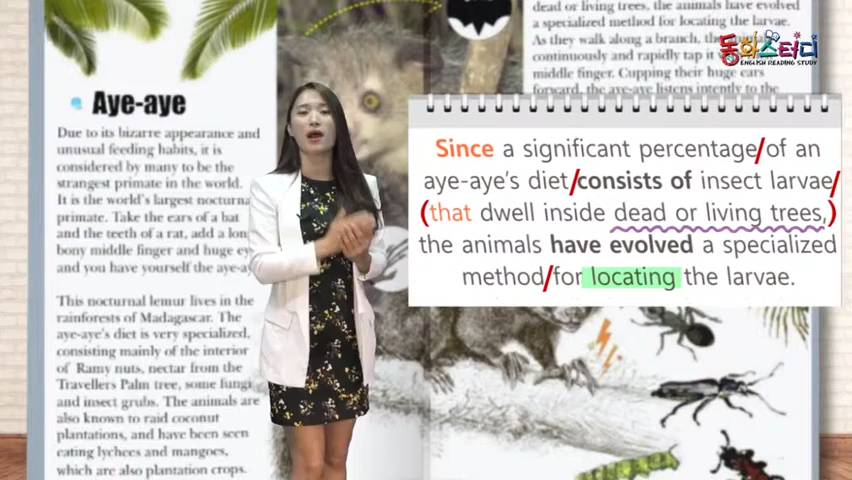 Aye-aye
Due to its bizarre appearance and
unusual feeding habits, it is
considered by many to be the
strangest primate in the world.
It is the world's largest nocturna
primate. Take the ears of a bat
and the teeth of a rat, add a lon
bony middle finger and huge ey
and you have yourself the aye-ay
This nocturnal lemur lives in the
rainforests of Madagascar. The
aye-aye's diet is very specialized,
consisting mainly of the interior
of Ramy nuts, nectar from the
Travellers Palm tree, some fungi
and insect grubs. The animals are
also known to raid coconut
plantations, and have been seen
eating lychees and mangoes,
which are also plantation crops.
dead or living trees, the animals have evolved
a specialized method for locating the larvae.
As they walk along a branch, the
continuously and rapidly tap it
middle finger. Cupping their huge ears
forward, the aye-aye listens intently to the
동화스터디
ENGLISH READING STUDY
Since a significant percentage/of an
aye-aye's diet/consists of insect larvae/
(that dwell inside dead or living trees,)
the animals have evolved a specialized
method/for locating the larvae.